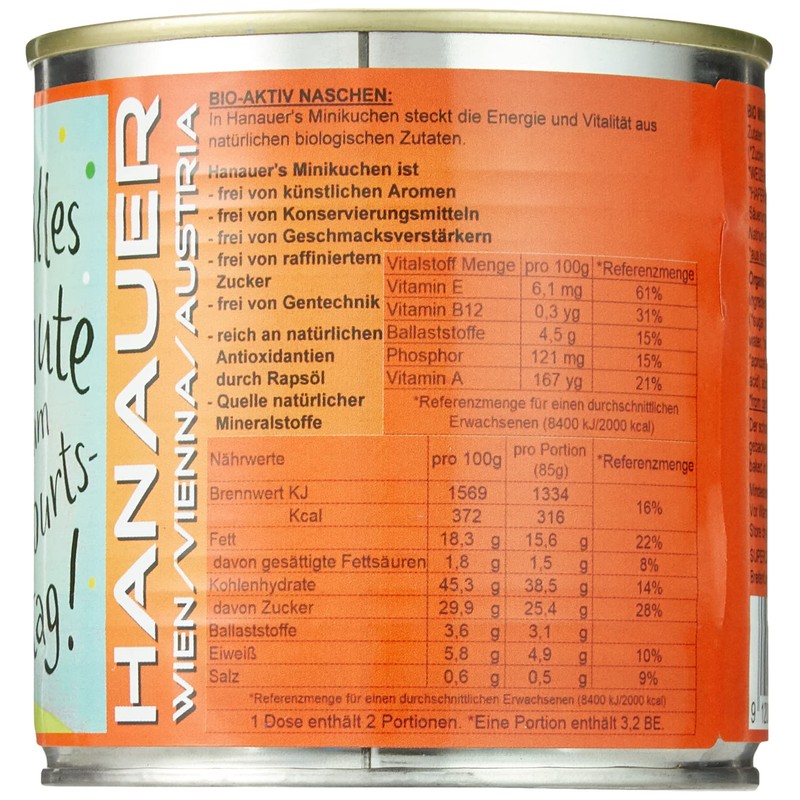 lles
ute
um
burts-
tag!
HANAUER
WIEN/VIENNA/AUSTRIA
BIO-AKTIV NASCHEN:
In Hanauer's Minikuchen steckt die Energie und Vitalität aus
natürlichen biologischen Zutaten.
Hanauer's Minikuchen ist
- frei von künstlichen Aromen
- frei von Konservierungsmitteln
- frei von Geschmacksverstärkern
- frei von raffiniertem
Zucker
- frei von Gentechnik
- reich an natürlichen
Antioxidantien
durch Rapsöl
- Quelle natürlicher
Mineralstoffe
Vitalstoff Menge pro 100g *Referenzmenge
Vitamin E 6,1 mg 61%
Vitamin B12 0,3 yg 31%
Ballaststoffe 4,5 g 15%
Phosphor 121 mg 15%
Vitamin A 167 yg 21%
*Referenzmenge für einen durchschnittlichen
Erwachsenen (8400 kJ/2000 kcal)
Nährwerte pro 100g pro Portion (85g) *Referenzmenge
Brennwert KJ 1569 1334 16%
Kcal 372 316
Fett 18,3 g 15,6 g 22%
davon gesättigte Fettsäuren 1,8 g 1,5 g 8%
Kohlenhydrate 45,3 g 38,5 g 14%
davon Zucker 29,9 g 25,4 g 28%
Ballaststoffe 3,6 g 3,1 g
Eiweiß 5,8 g 4,9 g 10%
Salz 0,6 g 0,5 g 9%
*Referenzmenge für einen durchschnittlichen Erwachsenen (8400 kJ/2000 kcal)
1 Dose enthält 2 Portionen. *Eine Portion enthält 3,2 BE.